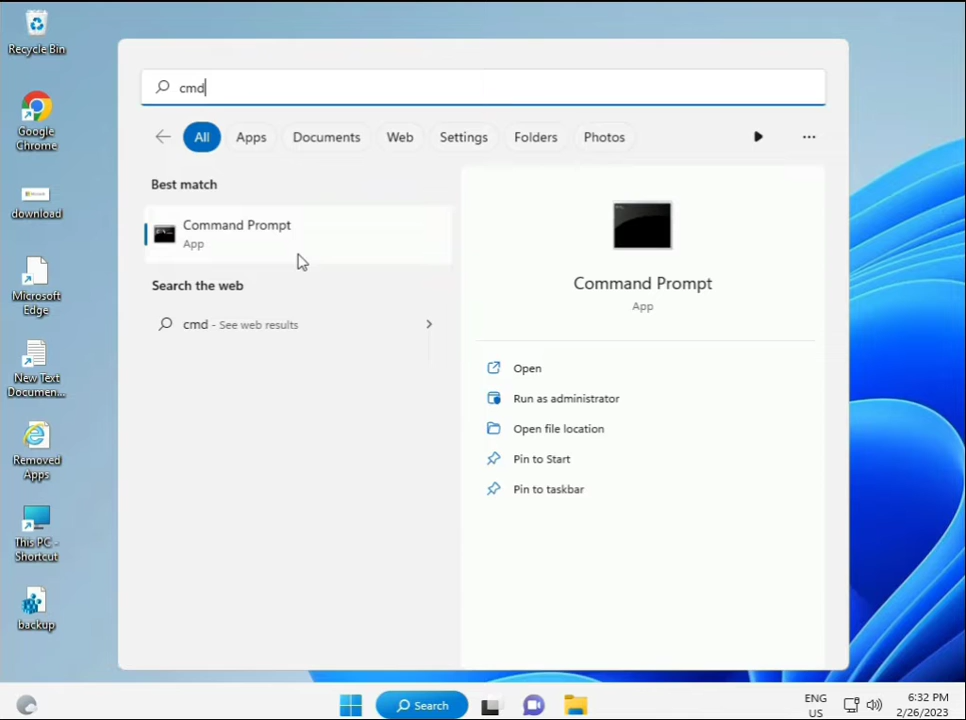 Recycle Bin
Google
Chrome
download
Microsoft
Edge
New Text
Documen...
Removed
Apps
This PC -
Shortcut
backup
cmd
All
Apps
Documents
Web
Settings
Folders
Photos
...
Best match
Command Prompt
App
Search the web
cmd - See web results
Command Prompt
App
Open
Run as administrator
Open file location
Pin to Start
Pin to taskbar
Search
ENG
US
6:32 PM
2/26/2023